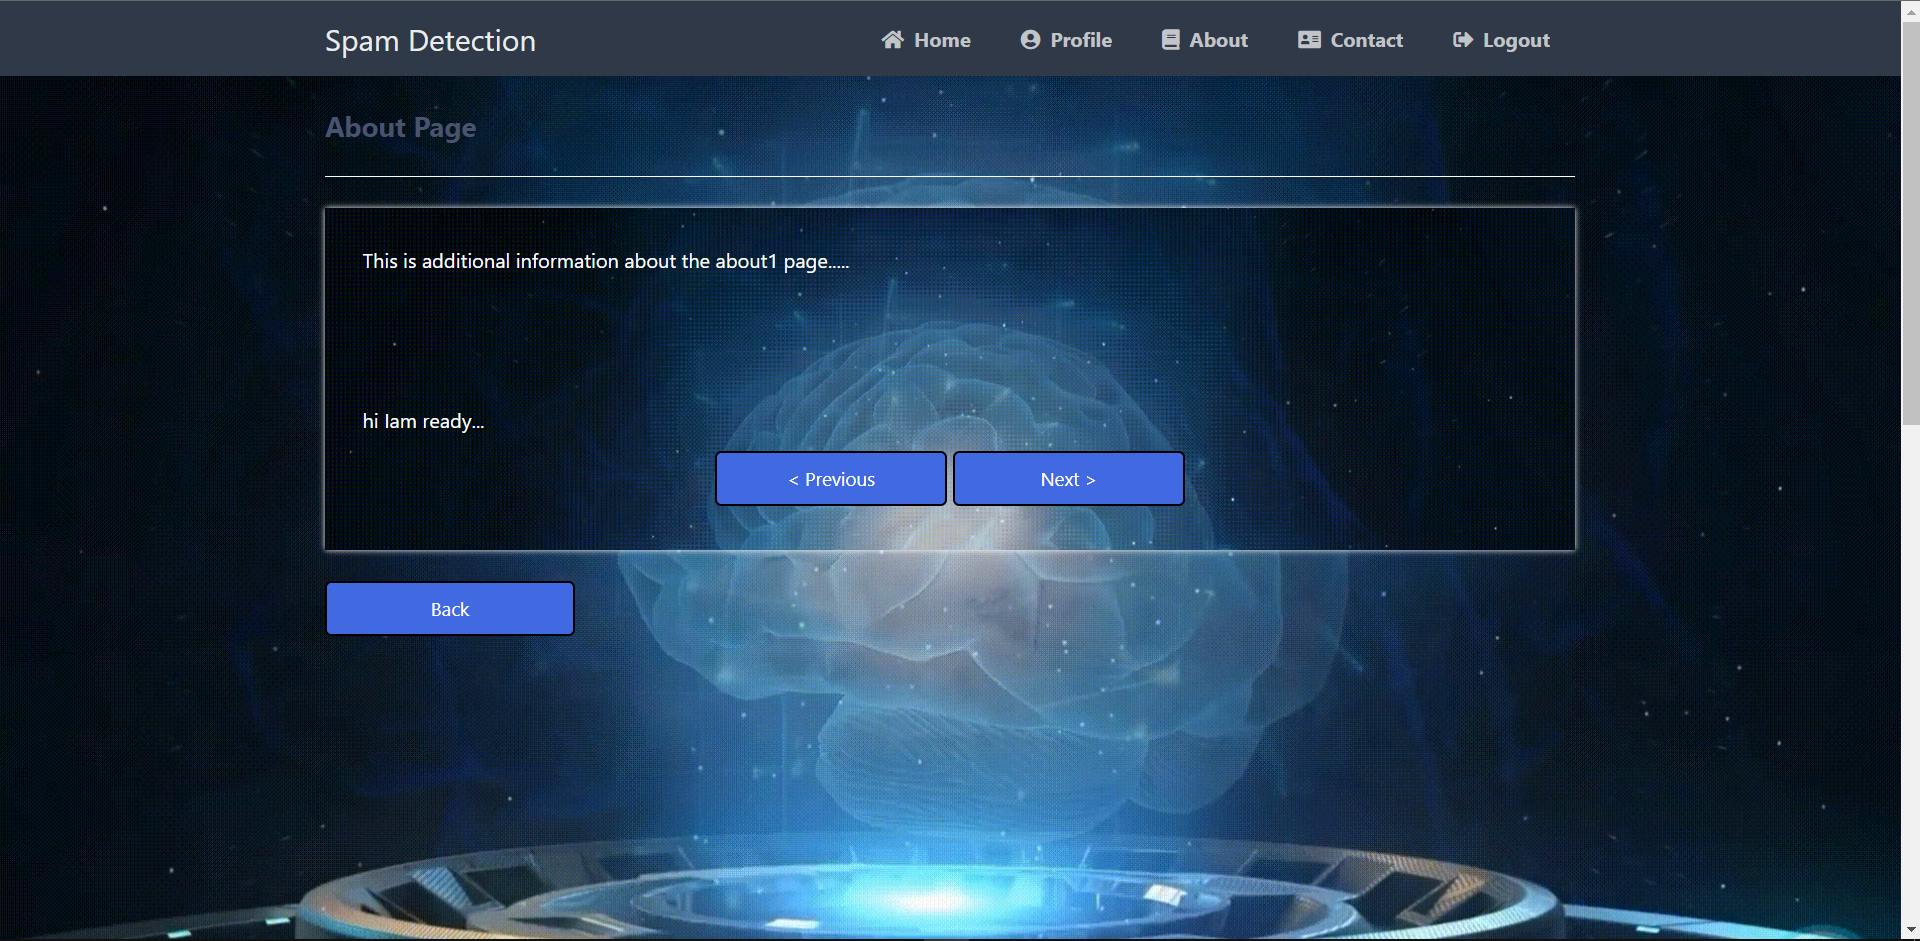 Spam Detection
Home Profile About Contact Logout
About Page
This is additional information about the about1 page.....
hi Iam ready...
< Previous Next >
Back